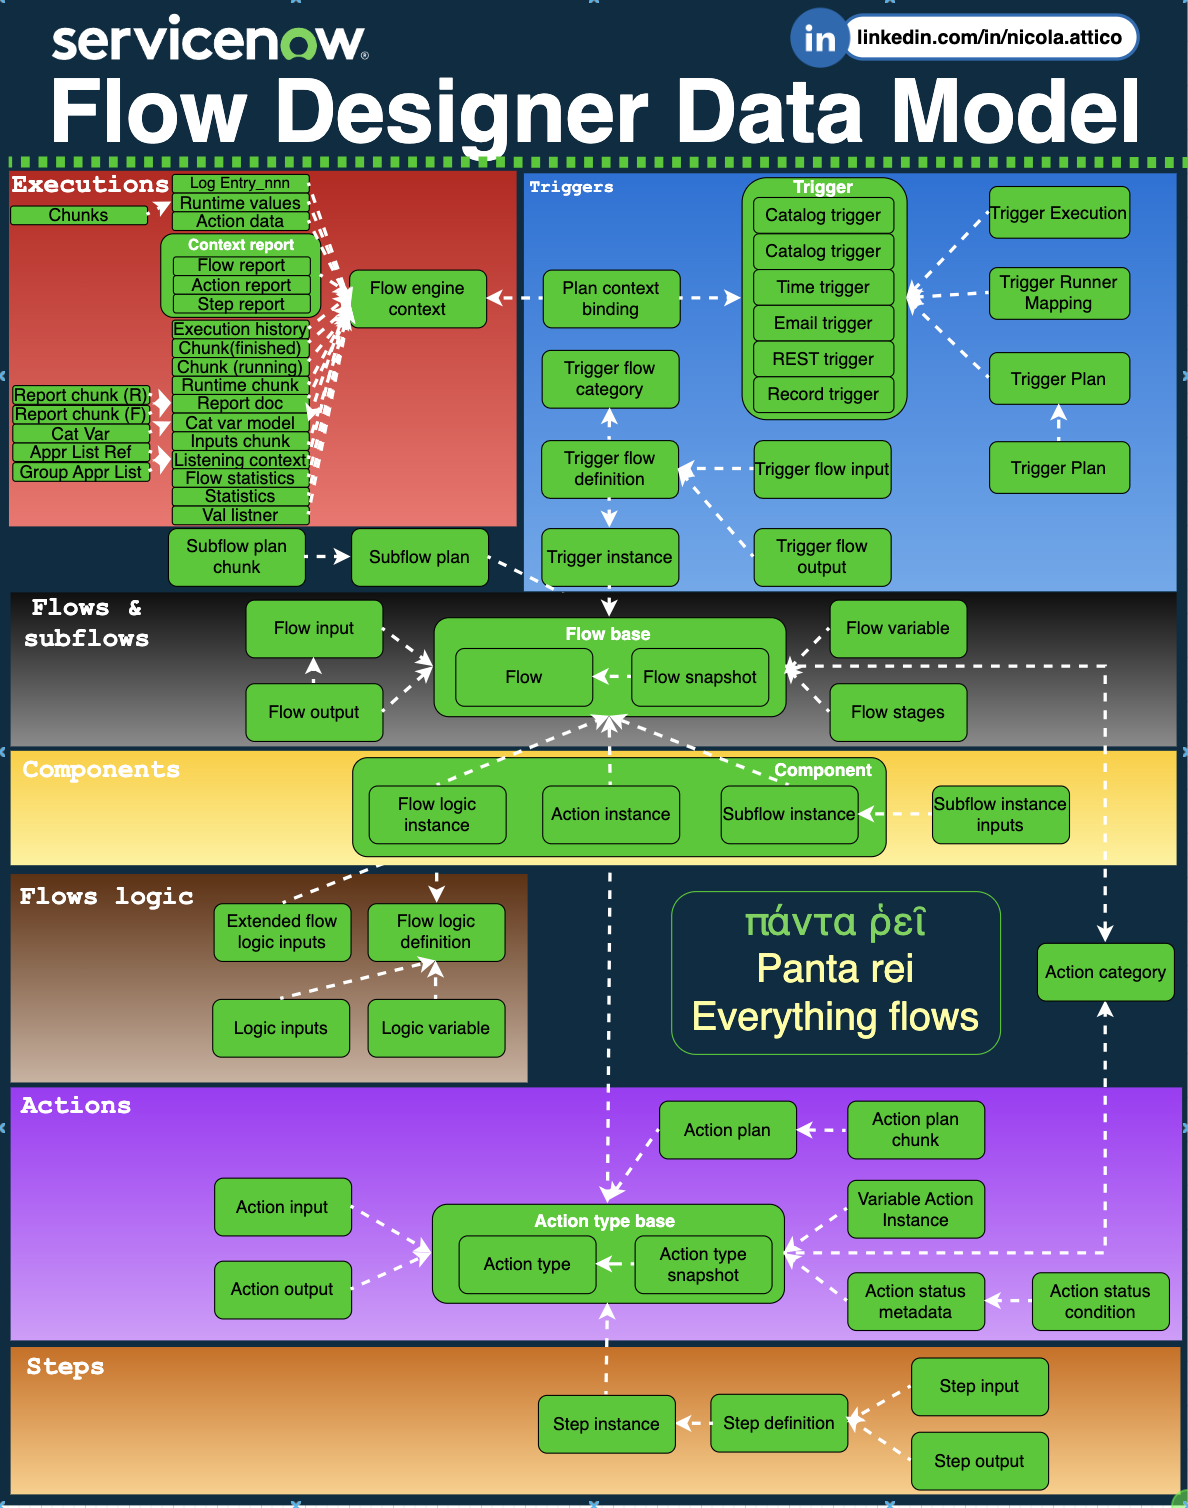 servicenow®
in
linkedin.com/in/nicola.attico
Flow Designer Data Model
Executions
Log Entry_nnn
Runtime values
Chunks
Action data
Context report
Flow report
Action report
Step report
Flow engine
context
Execution history
Chunk(finished)
Chunk (running)
Runtime chunk
Report chunk (R)
Report doc
Report chunk (F)
Cat var model
Cat Var
Inputs chunk
Appr List Ref
Listening context
Group Appr List
Flow statistics
Statistics
Val listner
Subflow plan
chunk
Subflow plan
Triggers
Trigger
Catalog trigger
Catalog trigger
Time trigger
Email trigger
REST trigger
Record trigger
Trigger Execution
Trigger Runner
Mapping
Trigger Plan
Trigger Plan
Plan context
binding
Trigger flow
category
Trigger flow
definition
Trigger flow input
Trigger instance
Trigger flow
output
Flows &
subflows
Flow input
Flow output
Flow base
Flow
Flow snapshot
Flow variable
Flow stages
Components
Component
Flow logic
instance
Action instance
Subflow instance
Subflow instance
inputs
Flows logic
Extended flow
logic inputs
Flow logic
definition
Logic inputs
Logic variable
πάντα ῥεῖ
Panta rei
Everything flows
Action category
Actions
Action plan
Action plan
chunk
Action input
Action output
Action type base
Action type
Action type
snapshot
Variable Action
Instance
Action status
metadata
Action status
condition
Steps
Step instance
Step definition
Step input
Step output